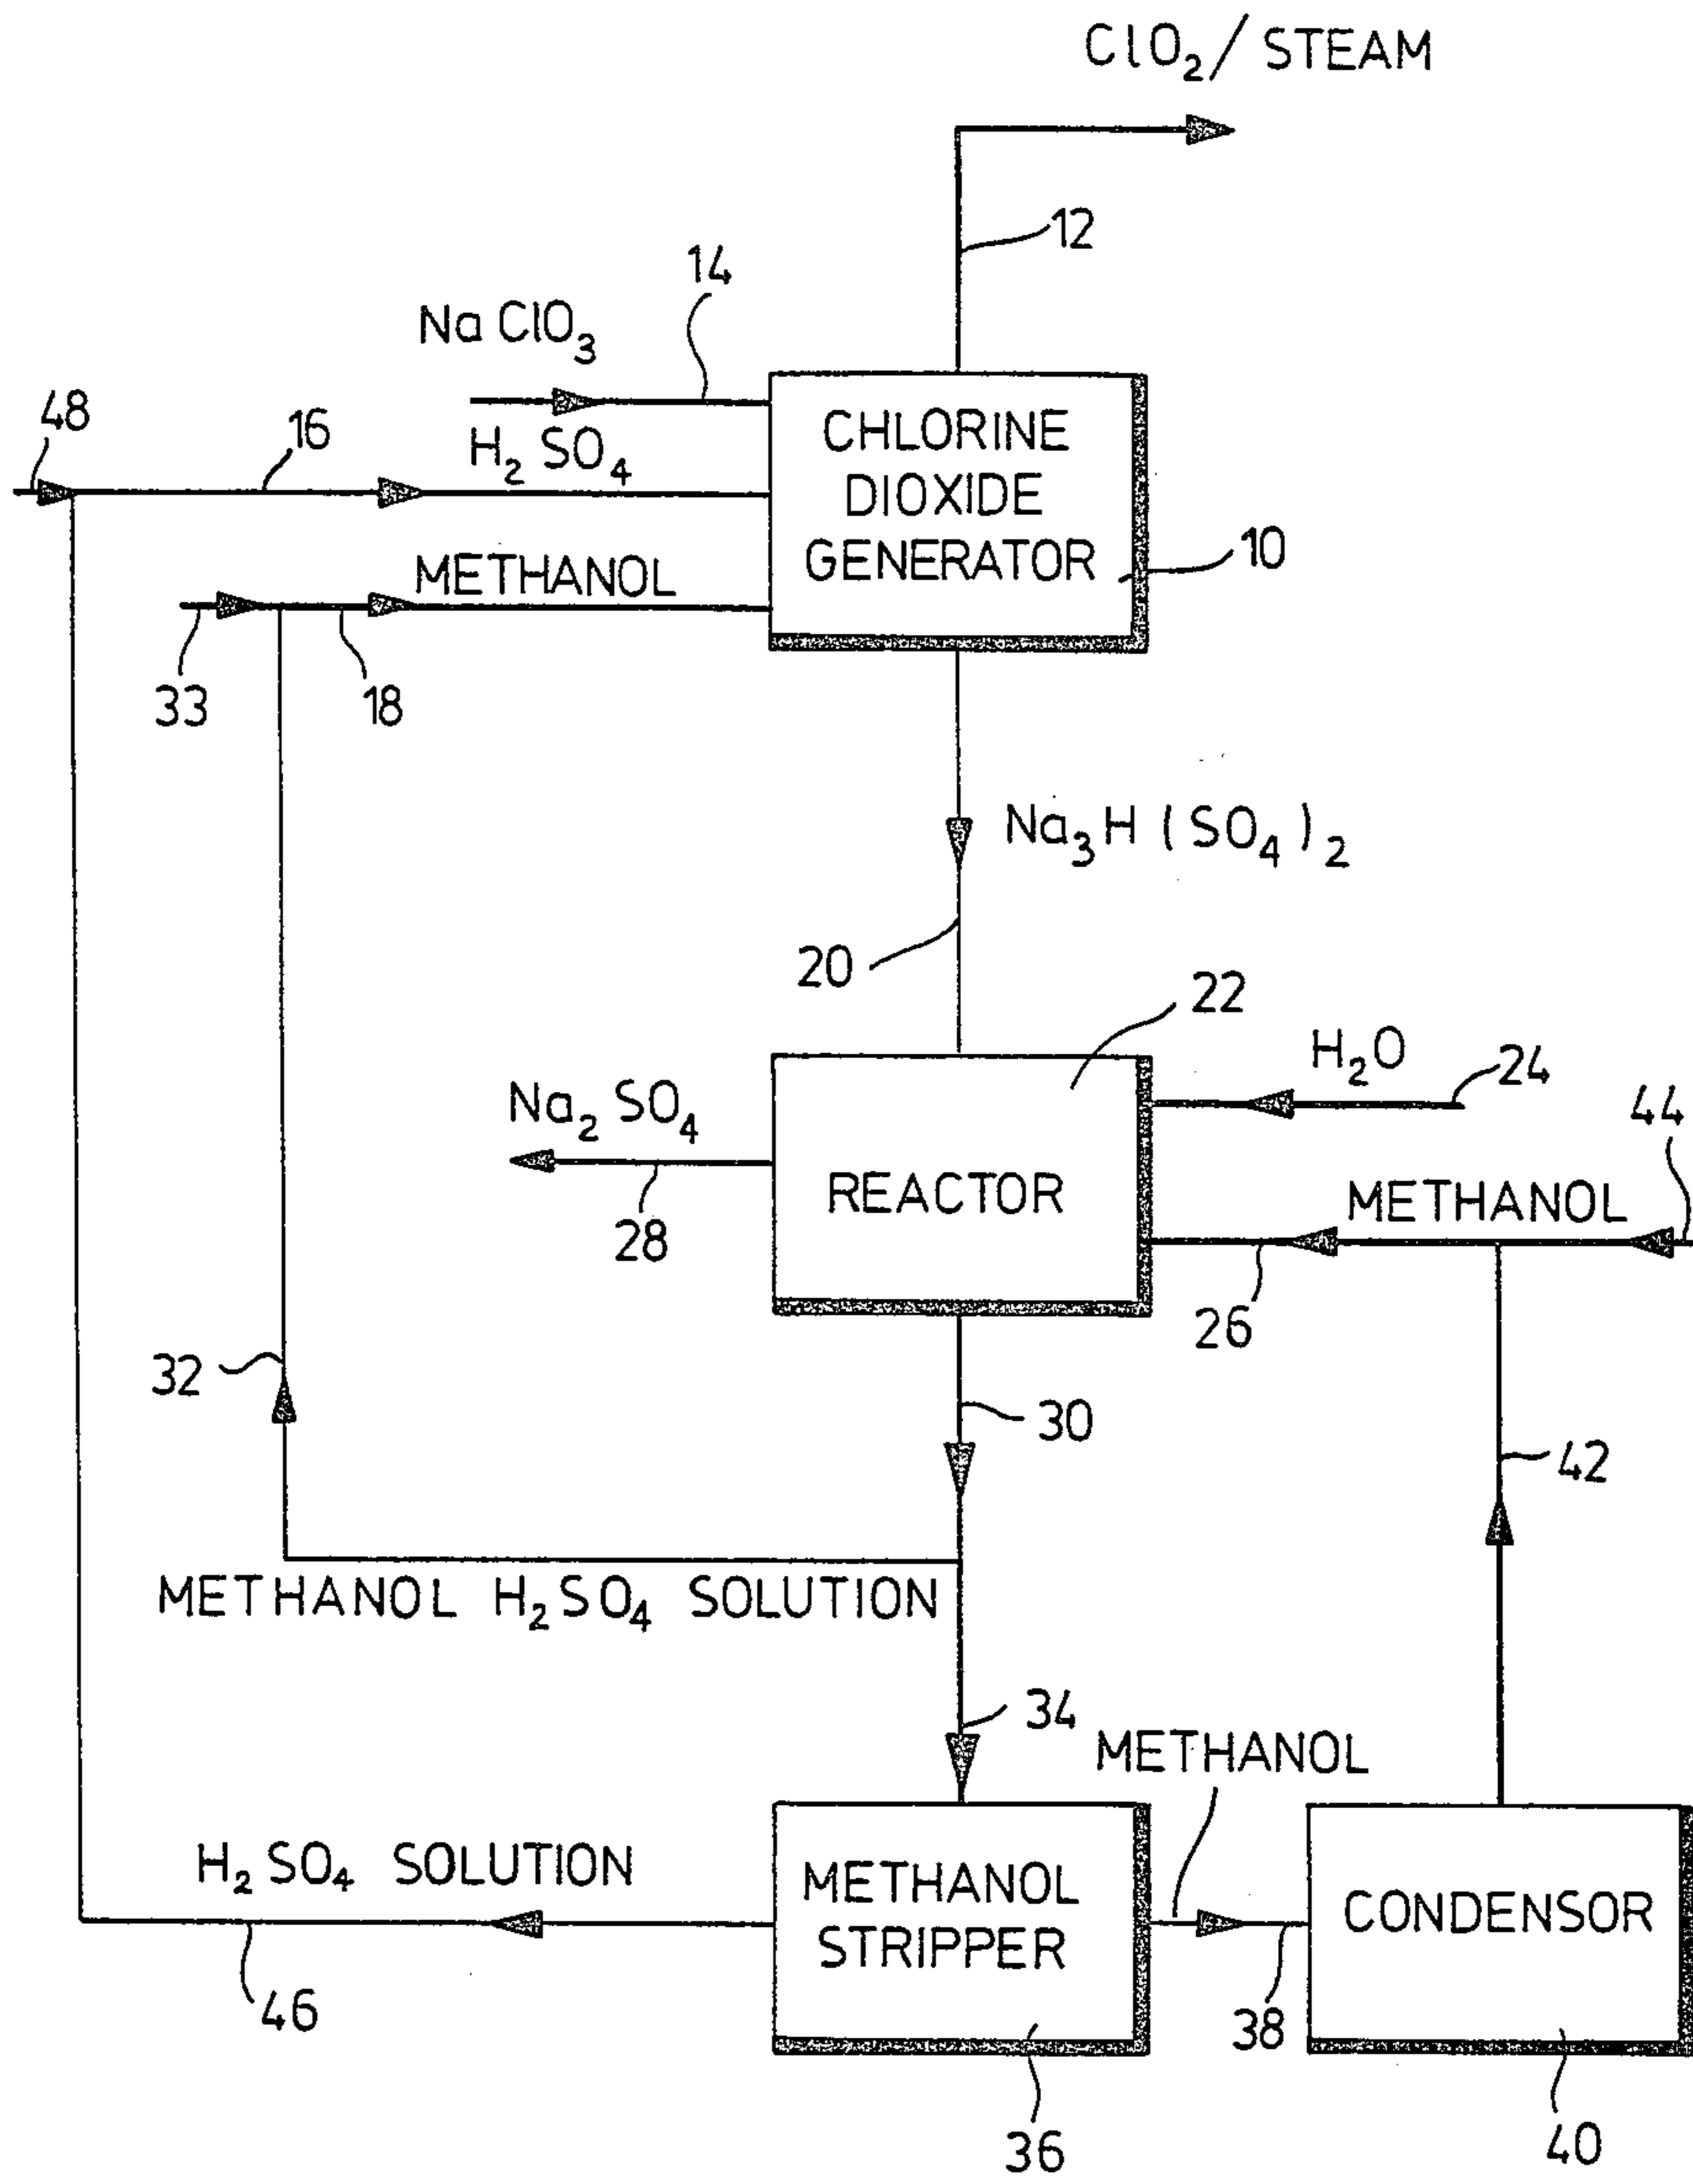 ClO₂/STEAM
12
14
NaClO₃
48
16
H₂SO₄
CHLORINE
DIOXIDE
GENERATOR
10
METHANOL
33
18
Na₃H(SO₄)₂
20
22
H₂O
24
Na₂SO₄
44
REACTOR
METHANOL
28
26
32
30
42
METHANOL H₂SO₄ SOLUTION
34
METHANOL
H₂SO₄ SOLUTION
METHANOL
STRIPPER
CONDENSOR
46
38
36
40